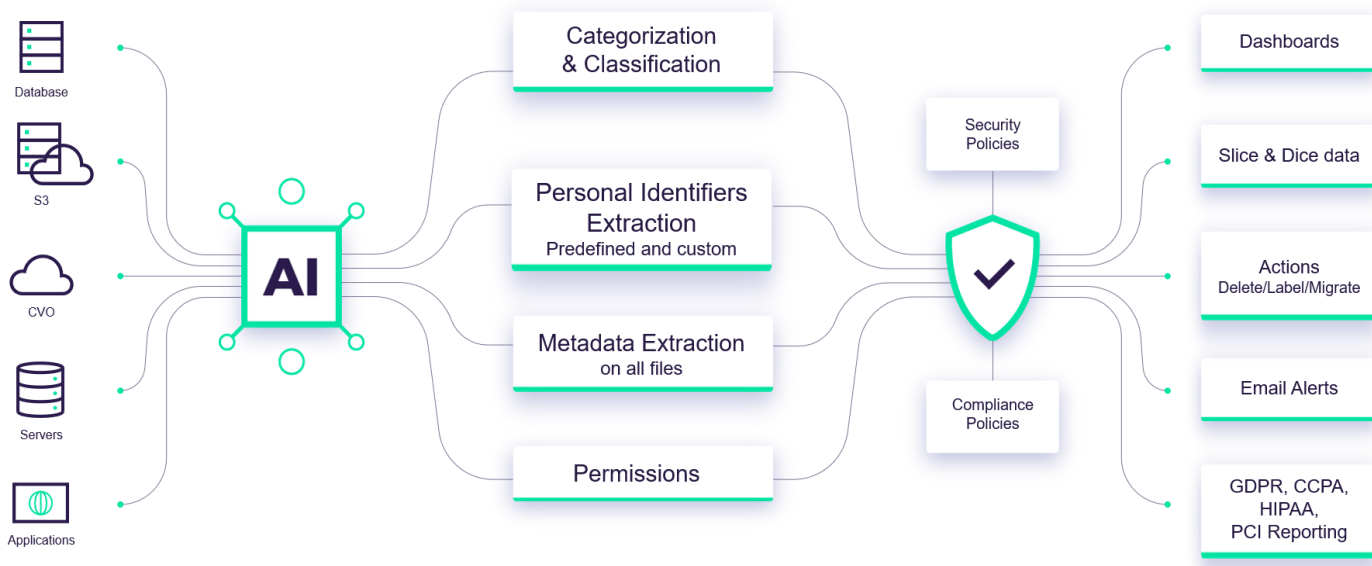 Database
S3
CVO
Servers
Applications
AI
Categorization
& Classification
Personal Identifiers
Extraction
Predefined and custom
Metadata Extraction
on all files
Permissions
Security
Policies
Compliance
Policies
Dashboards
Slice & Dice data
Actions
Delete/Label/Migrate
Email Alerts
GDPR, CCPA,
HIPAA,
PCI Reporting